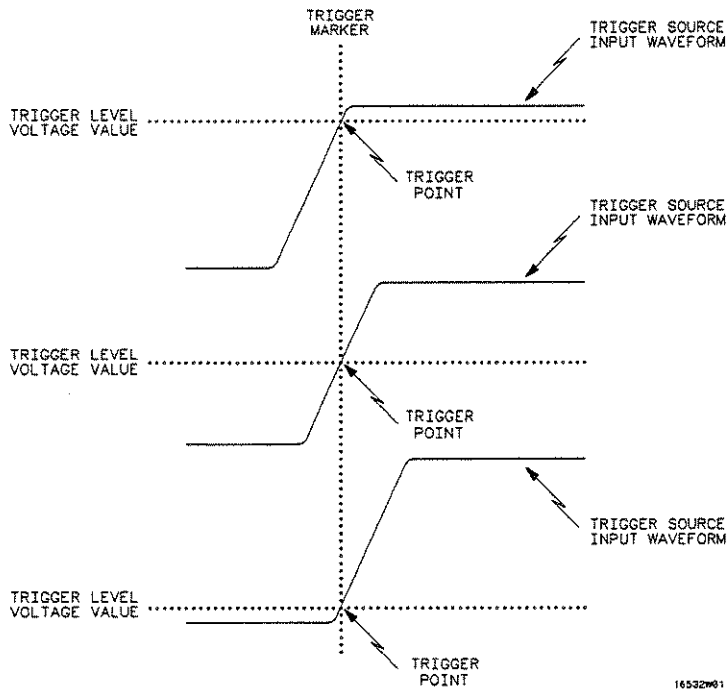 TRIGGER
MARKER
TRIGGER SOURCE
INPUT WAVEFORM
TRIGGER LEVEL
VOLTAGE VALUE
TRIGGER
POINT
TRIGGER SOURCE
INPUT WAVEFORM
TRIGGER LEVEL
VOLTAGE VALUE
TRIGGER
POINT
TRIGGER SOURCE
INPUT WAVEFORM
TRIGGER LEVEL
VOLTAGE VALUE
TRIGGER
POINT